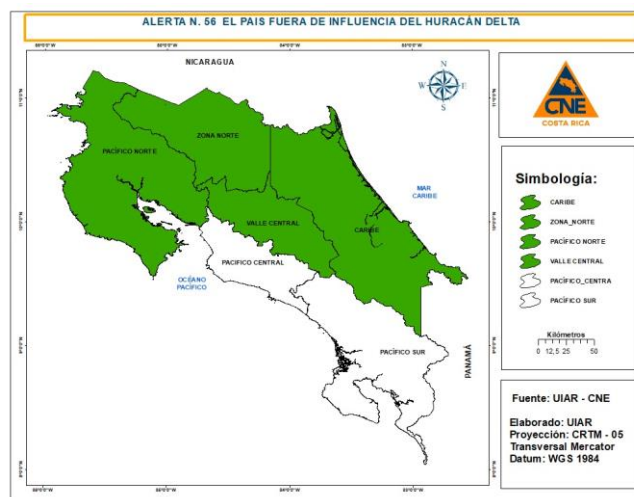 ALERTA N. 56 EL PAIS FUERA DE INFLUENCIA DEL HURACÁN DELTA
NICARAGUA
N
W E
S
ZONA NORTE
PACÍFICO NORTE
MAR
CARIBE
VALLE CENTRAL
CARIBE
PACIFICO CENTRAL
OCÉANO
PACÍFICO
PACÍFICO SUR
PANAMÁ
CNE
COSTA RICA
Simbología:
CARIBE
ZONA_NORTE
PACÍFICO NORTE
VALLE CENTRAL
PACÍFICO_CENTRA
PACÍFICO SUR
Kilómetros
0 12,5 25 50
Fuente: UIAR - CNE
Elaborado: UIAR
Proyección: CRTM - 05
Transversal Mercator
Datum: WGS 1984